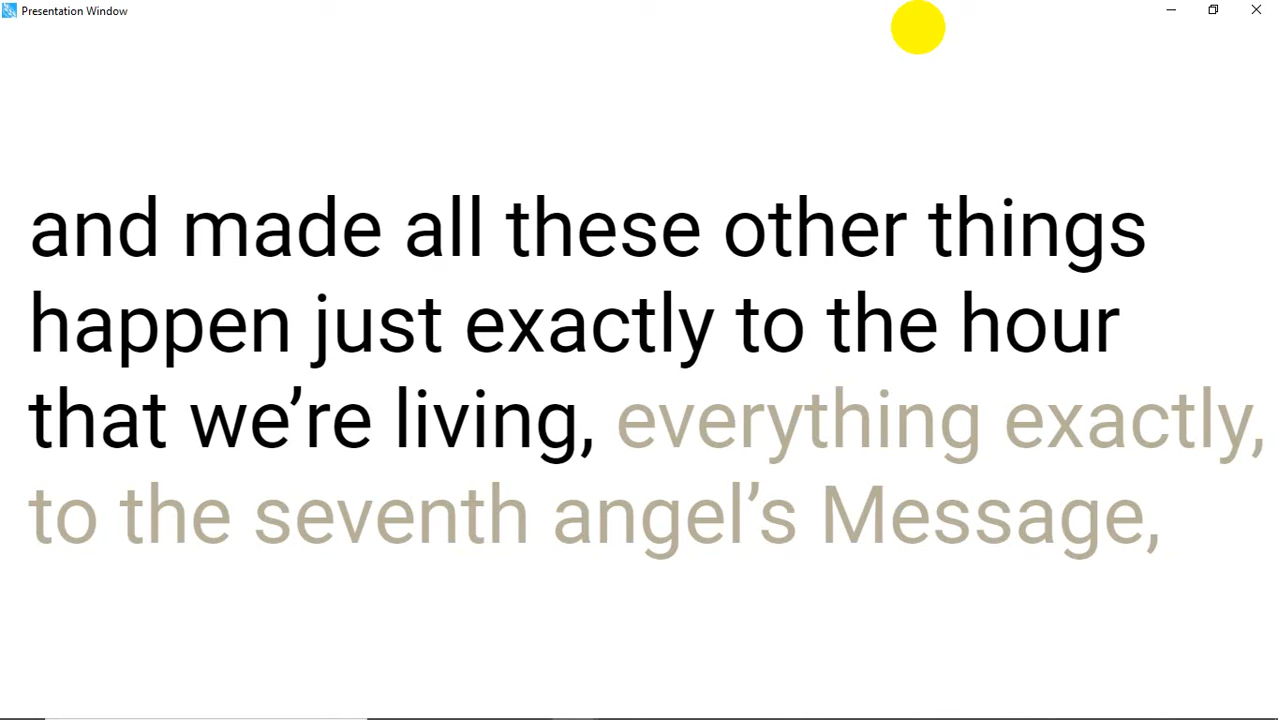 Presentation Window
and made all these other things
happen just exactly to the hour
that we’re living, everything exactly,
to the seventh angel’s Message,